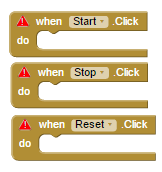 when Start .Click
do
when Stop .Click
do
when Reset .Click
do